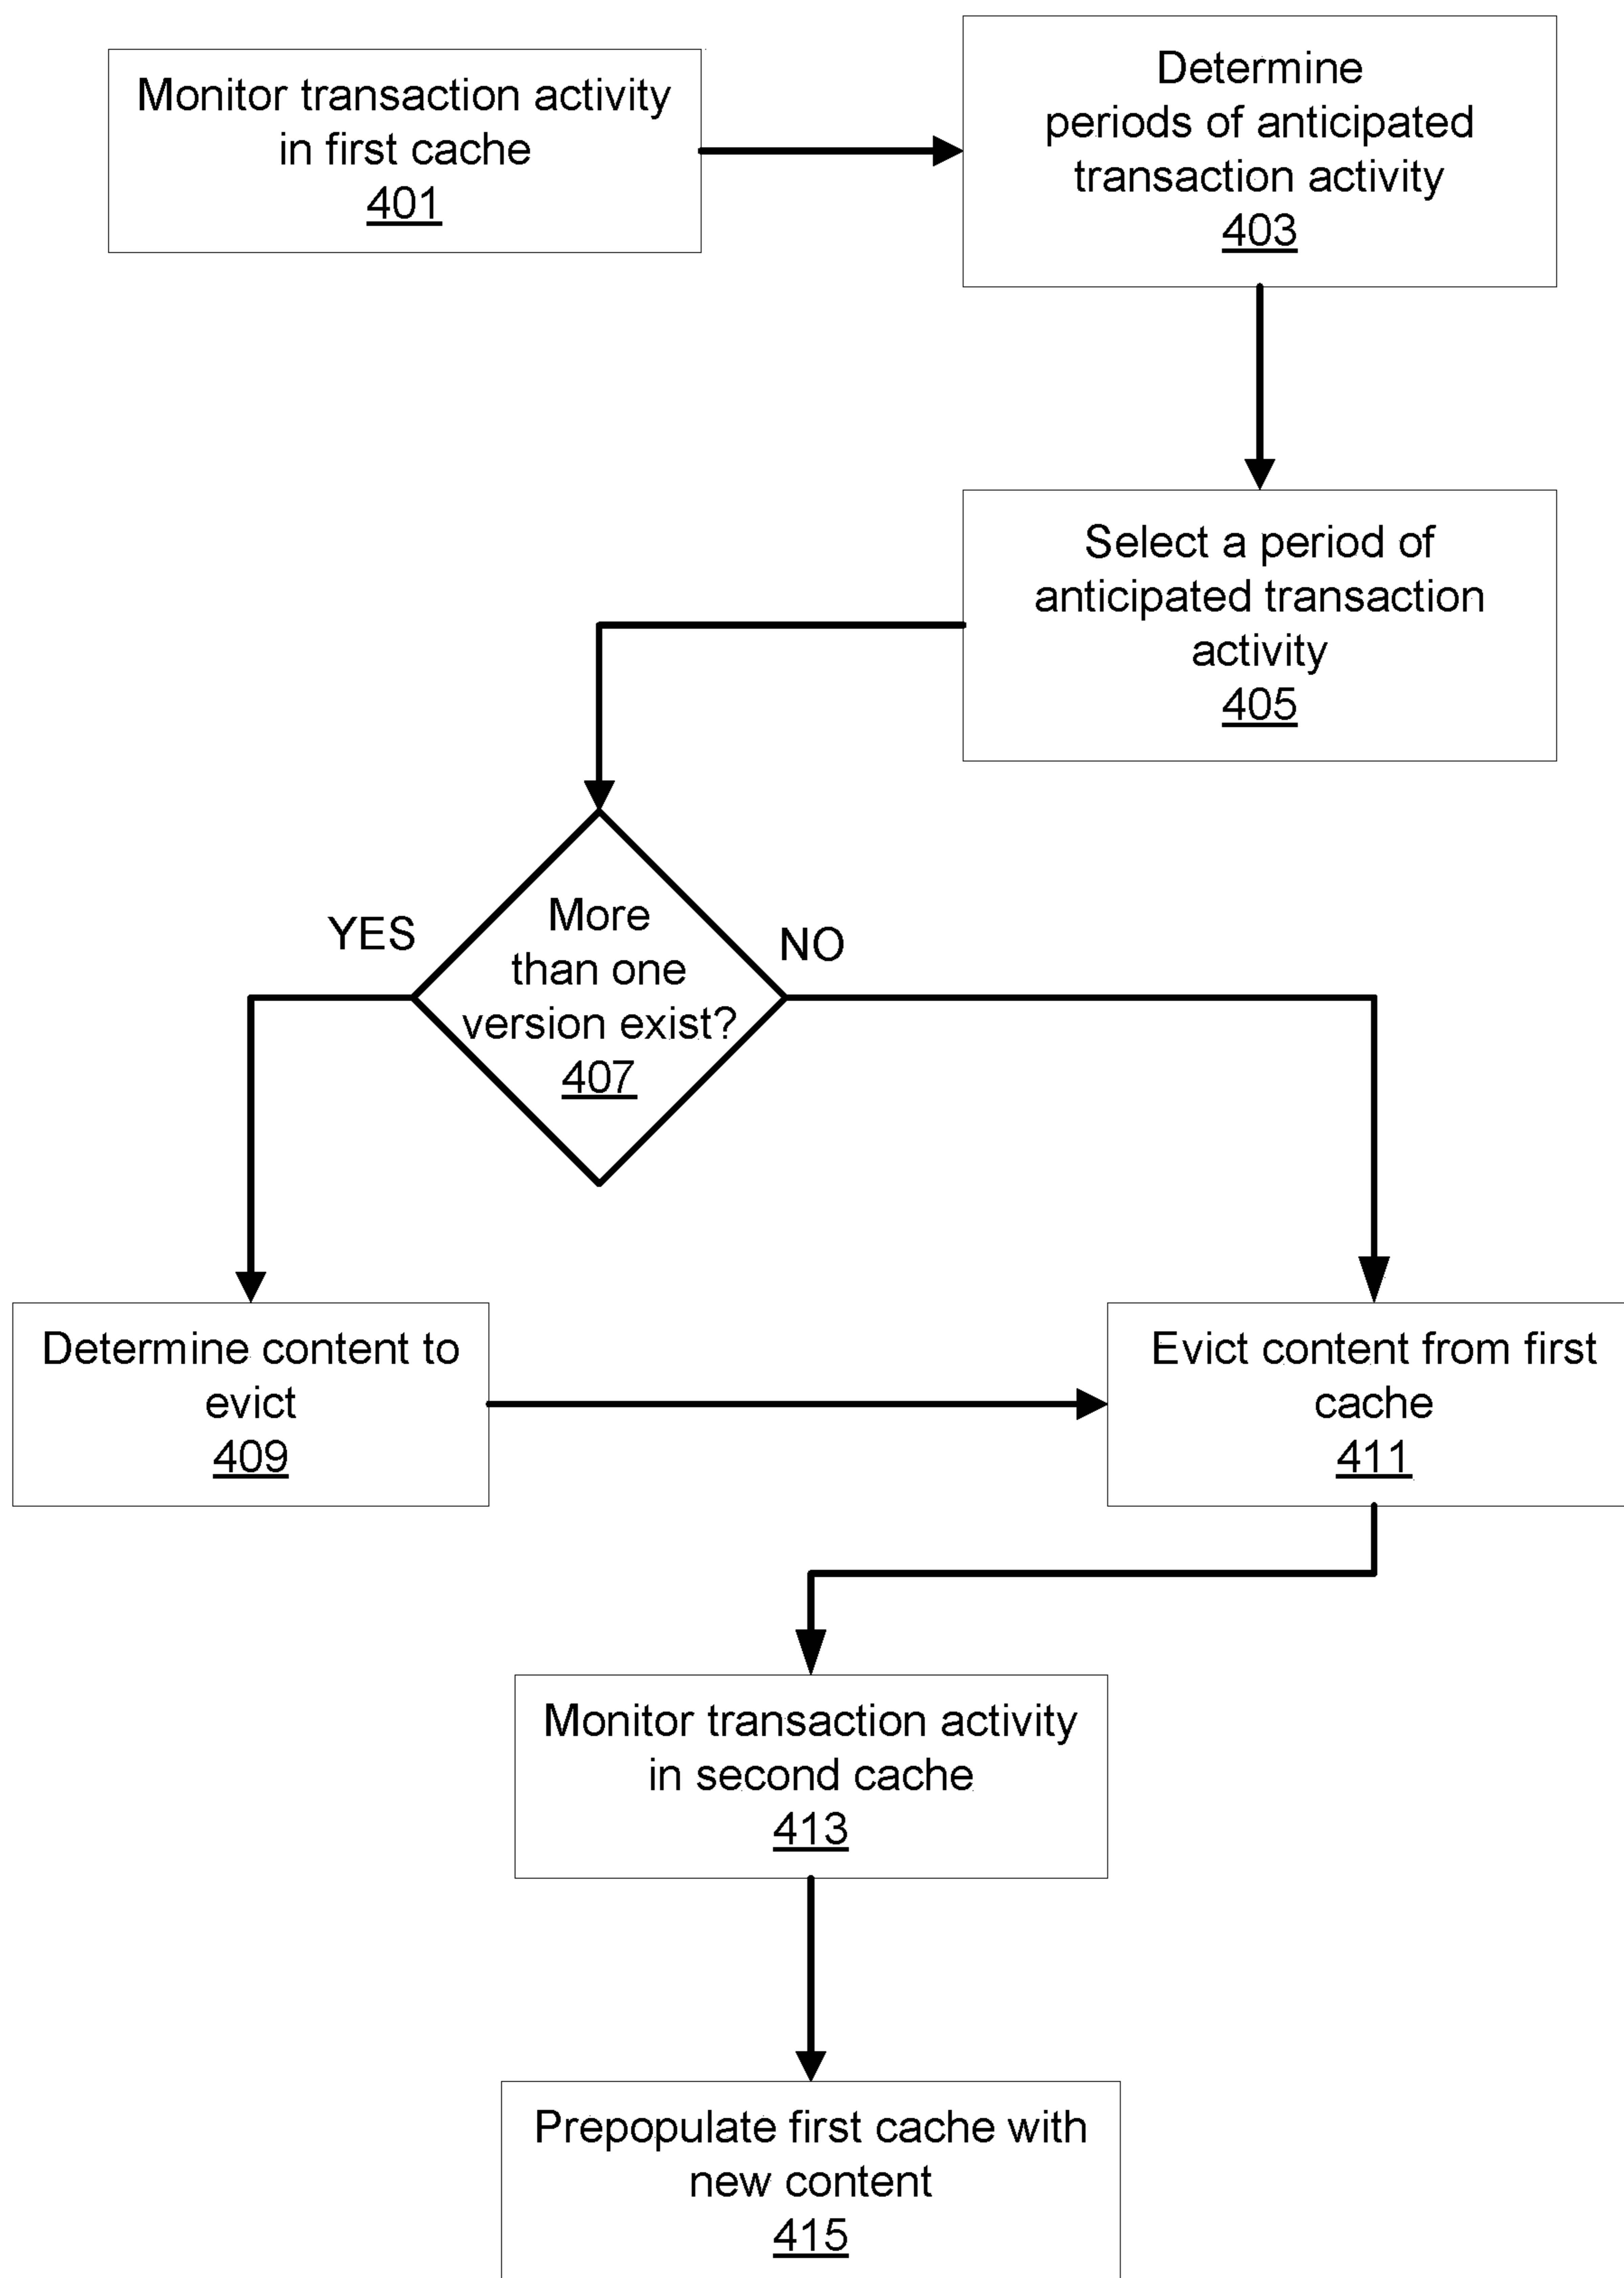 Monitor transaction activity
in first cache
401
Determine
periods of anticipated
transaction activity
403
Select a period of
anticipated transaction
activity
405
More
than one
version exist?
407
YES
NO
Determine content to
evict
409
Evict content from first
cache
411
Monitor transaction activity
in second cache
413
Prepopulate first cache with
new content
415